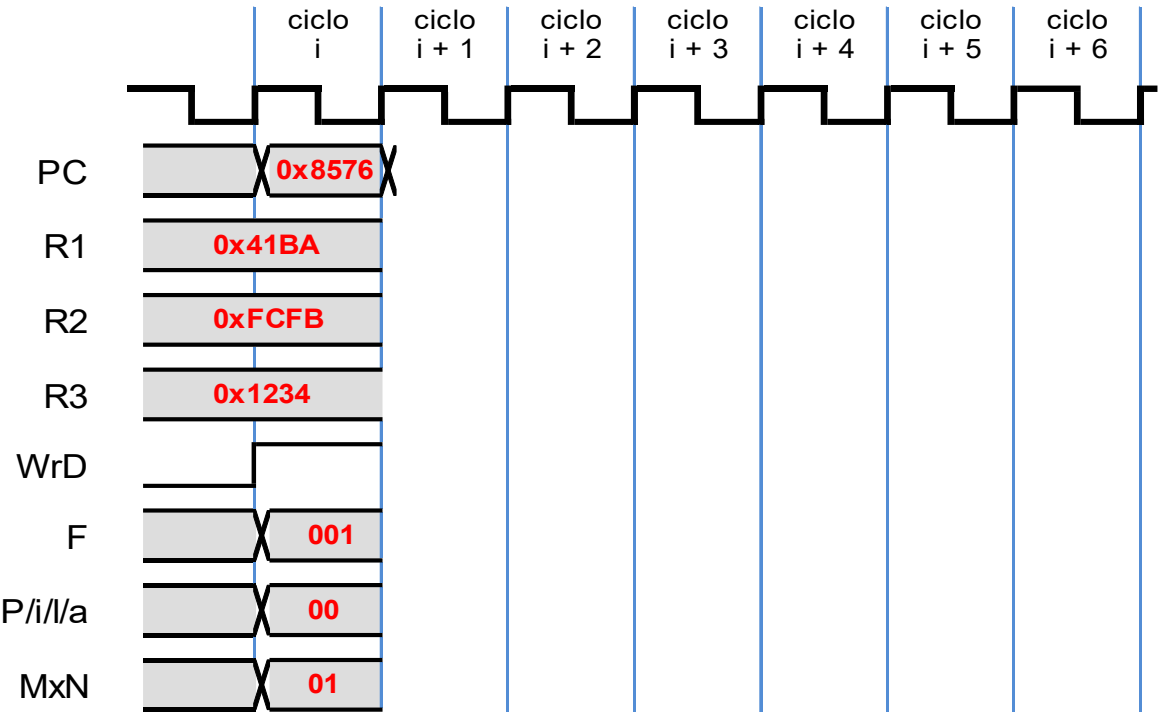 ciclo i
ciclo i + 1
ciclo i + 2
ciclo i + 3
ciclo i + 4
ciclo i + 5
ciclo i + 6
PC 0x8576
R1 0x41BA
R2 0xFCFB
R3 0x1234
WrD
F 001
P/i/l/a 00
MxN 01